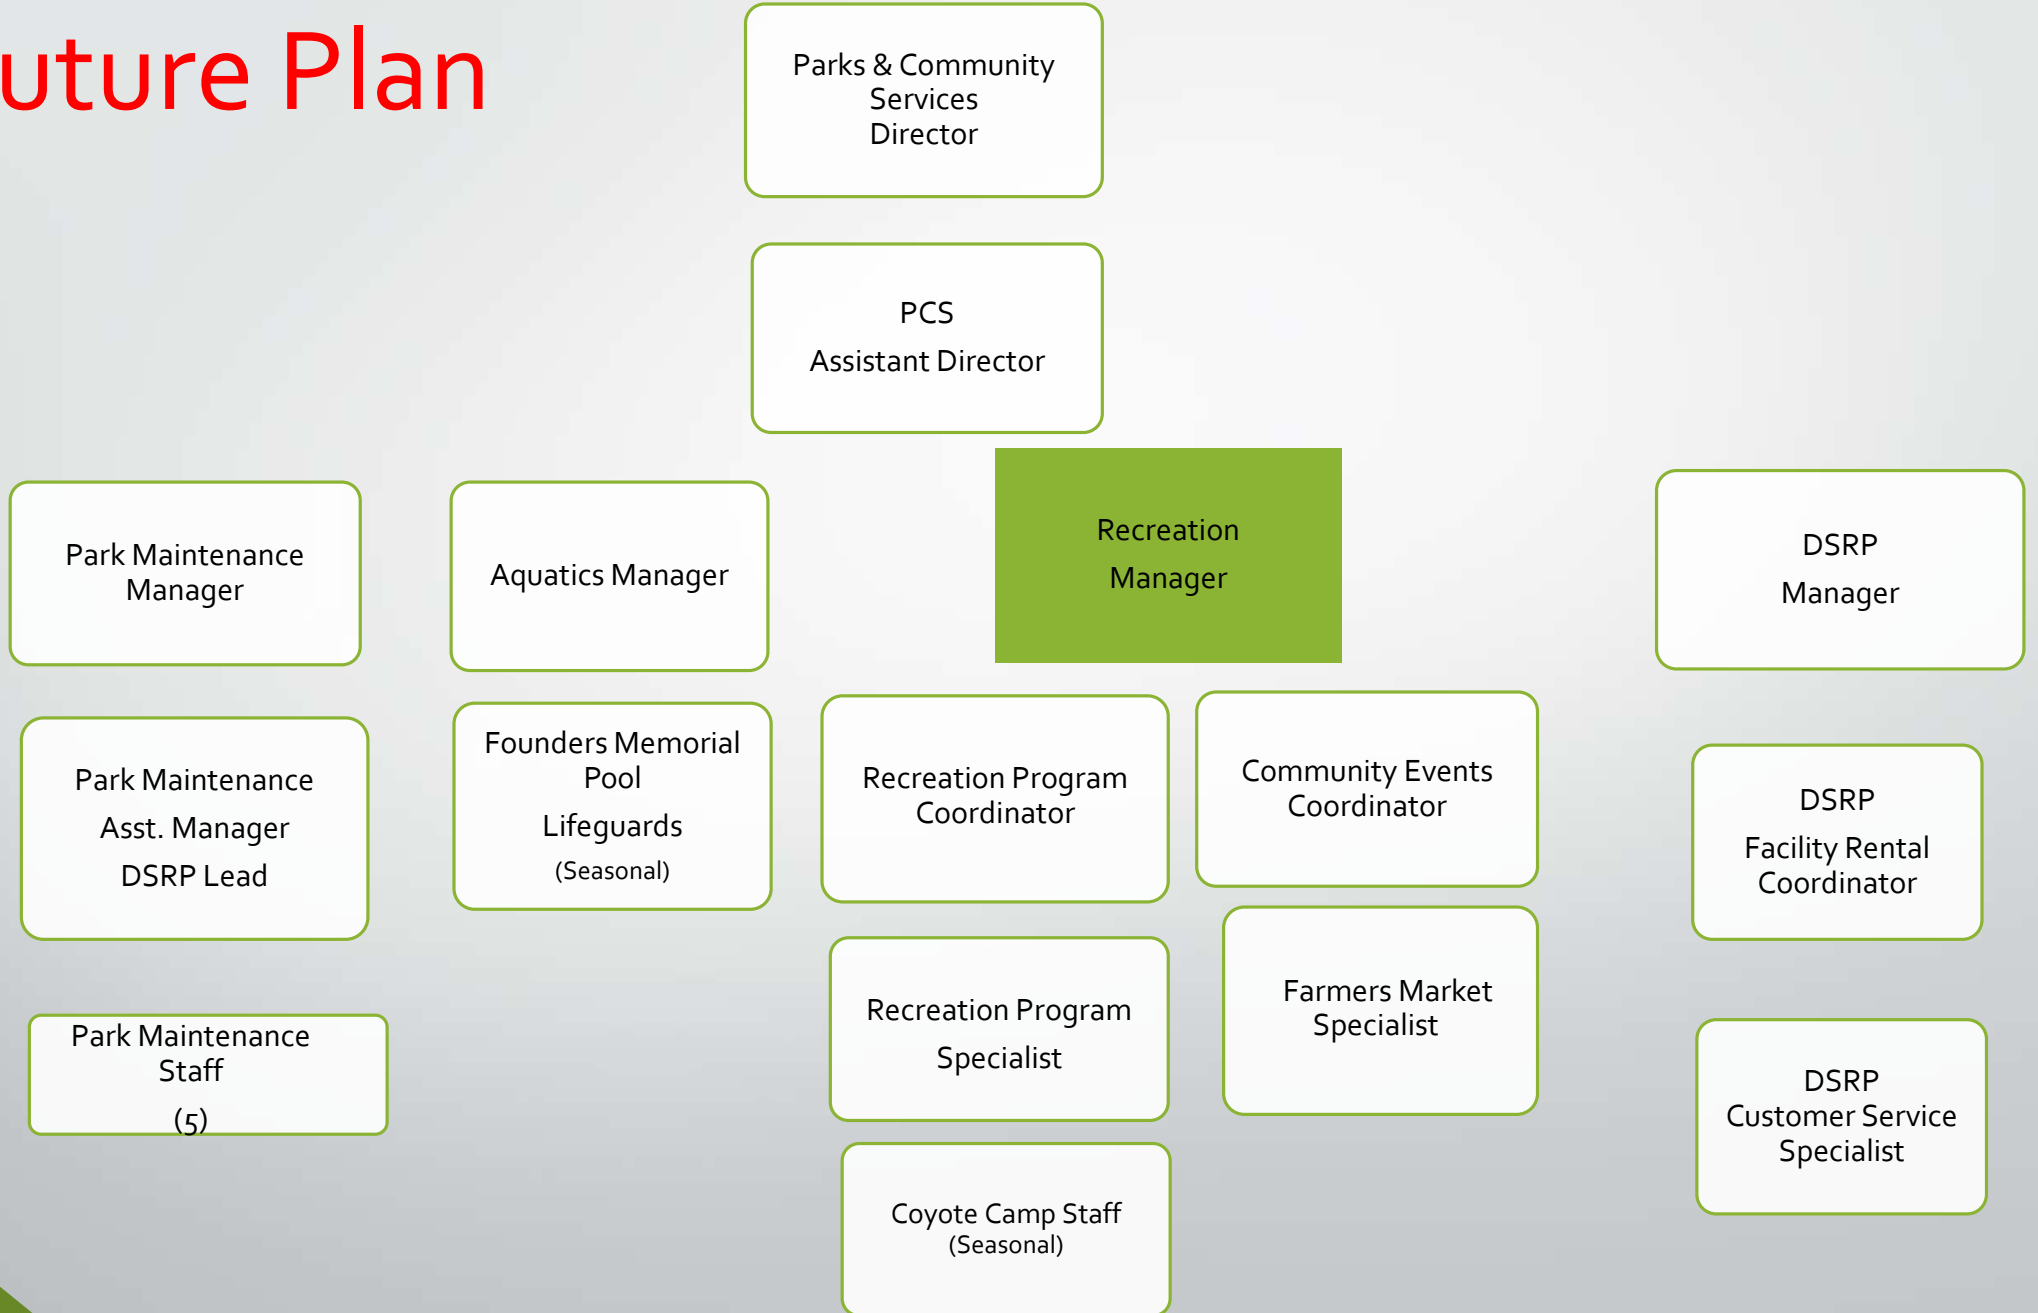 uture Plan
Parks & Community
Services
Director
PCS
Assistant Director
Park Maintenance
Manager
Aquatics Manager
Recreation
Manager
DSRP
Manager
Park Maintenance
Asst. Manager
DSRP Lead
Founders Memorial
Pool
Lifeguards
(Seasonal)
Recreation Program
Coordinator
Community Events
Coordinator
DSRP
Facility Rental
Coordinator
Park Maintenance
Staff
(5)
Recreation Program
Specialist
Farmers Market
Specialist
DSRP
Customer Service
Specialist
Coyote Camp Staff
(Seasonal)